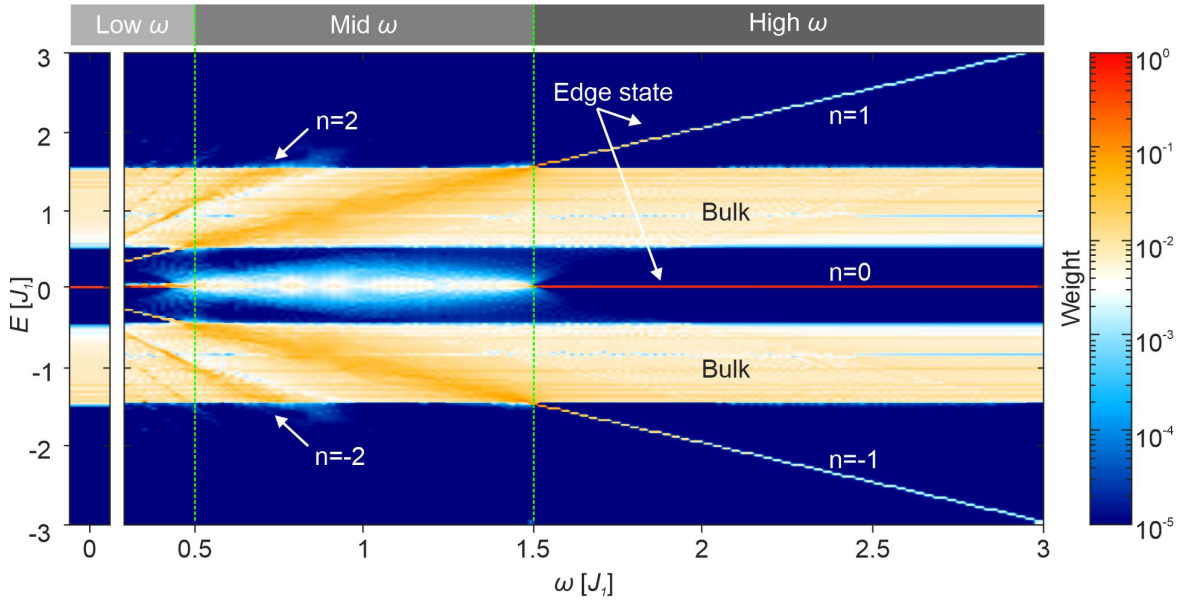 Low ω
Mid ω
High ω
3
2
1
0
-1
-2
-3
E [J₁]
n=2
n=-2
Edge state
n=1
Bulk
n=0
Bulk
n=-1
0
0.5
1
1.5
2
2.5
3
ω [J₁]
Weight
10⁰
10⁻¹
10⁻²
10⁻³
10⁻⁴
10⁻⁵